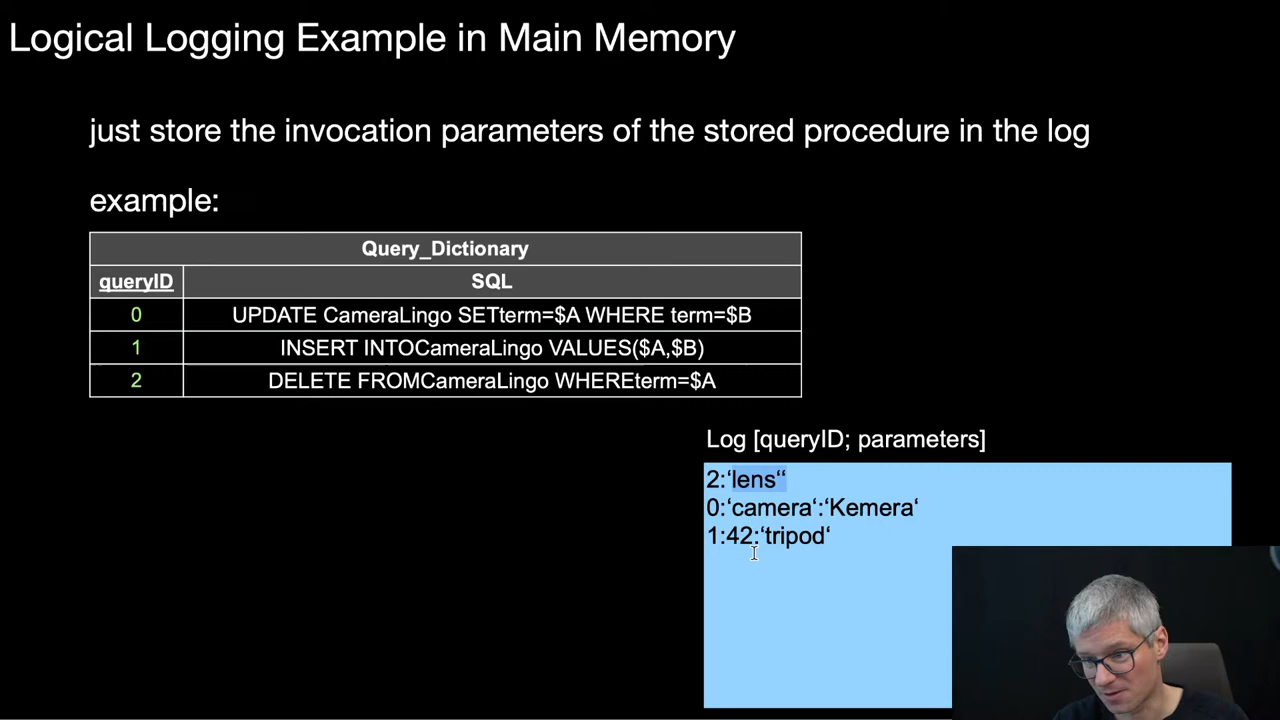 Logical Logging Example in Main Memory
just store the invocation parameters of the stored procedure in the log
example:
Query_Dictionary
queryID SQL
0 UPDATE CameraLingo SETterm=$A WHERE term=$B
1 INSERT INTOCameraLingo VALUES($A,$B)
2 DELETE FROMCameraLingo WHEREterm=$A
Log [queryID; parameters]
2:‘lens‘‘
0:‘camera‘:‘Kemera‘
1:42:‘tripod‘